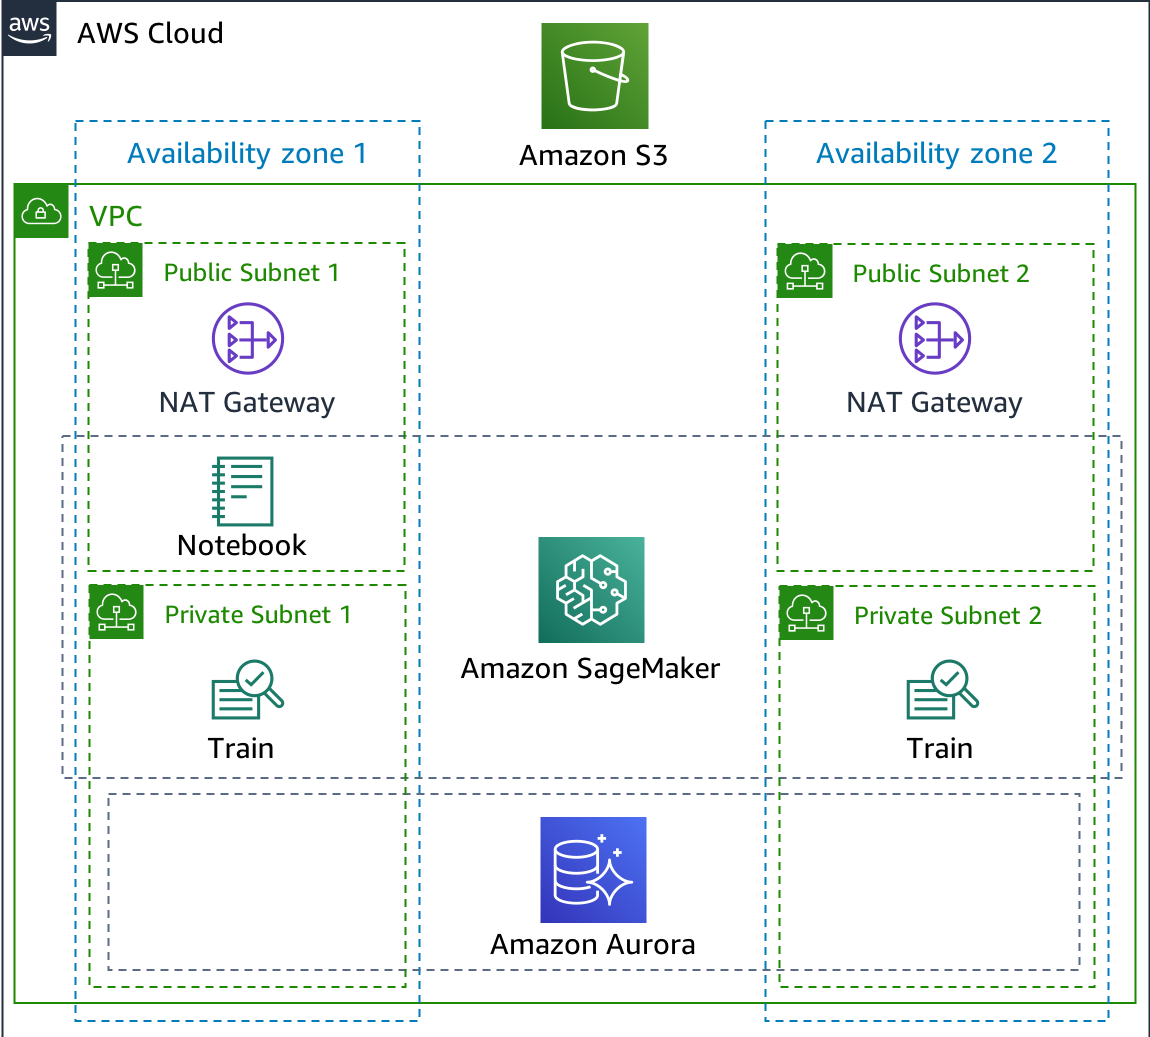 aws
AWS Cloud
Amazon S3
Availability zone 1
Availability zone 2
VPC
Public Subnet 1
Public Subnet 2
NAT Gateway
NAT Gateway
Notebook
Private Subnet 1
Private Subnet 2
Amazon SageMaker
Train
Train
Amazon Aurora